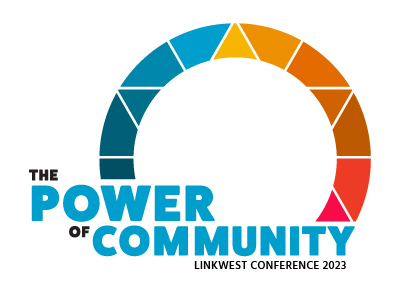 THE
POWER
OF COMMUNITY
LINKWEST CONFERENCE 2023